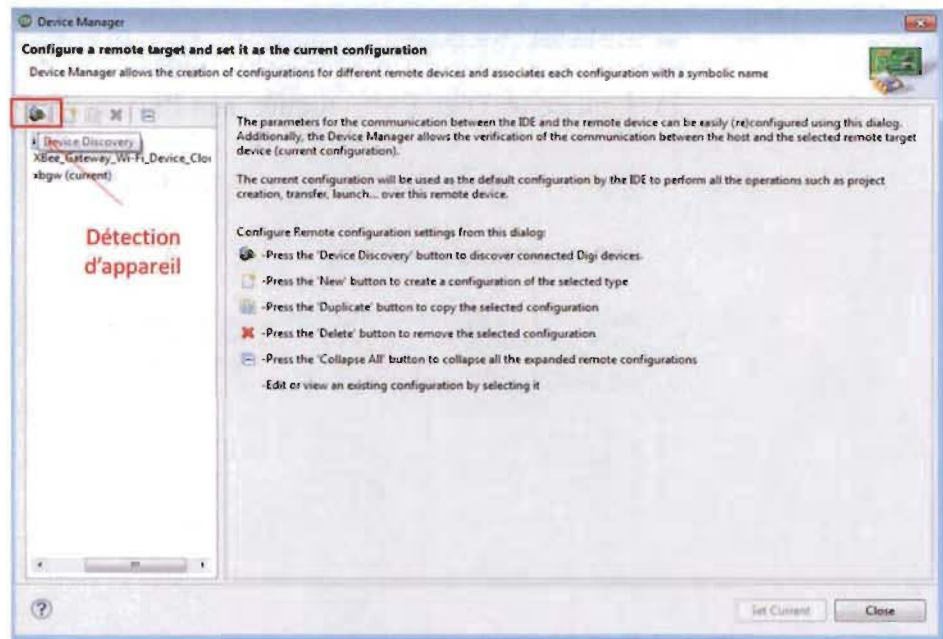 Device Manager
Configure a remote target and set it as the current configuration
Device Manager allows the creation of configurations for different remote devices and associates each configuration with a symbolic name
Device Discovery
XBee_Gateway_Wi-Fi_Device_Clou
xbgw (current)
Détection
d'appareil
The parameters for the communication between the IDE and the remote device can be easily (re)configured using this dialog.
Additionally, the Device Manager allows the verification of the communication between the host and the selected remote target
device (current configuration).
The current configuration will be used as the default configuration by the IDE to perform all the operations such as project
creation, transfer, launch... over this remote device.
Configure Remote configuration settings from this dialog:
-Press the 'Device Discovery' button to discover connected Digi devices.
-Press the 'New' button to create a configuration of the selected type
-Press the 'Duplicate' button to copy the selected configuration
-Press the 'Delete' button to remove the selected configuration
-Press the 'Collapse All' button to collapse all the expanded remote configurations
-Edit or view an existing configuration by selecting it
Set Current
Close